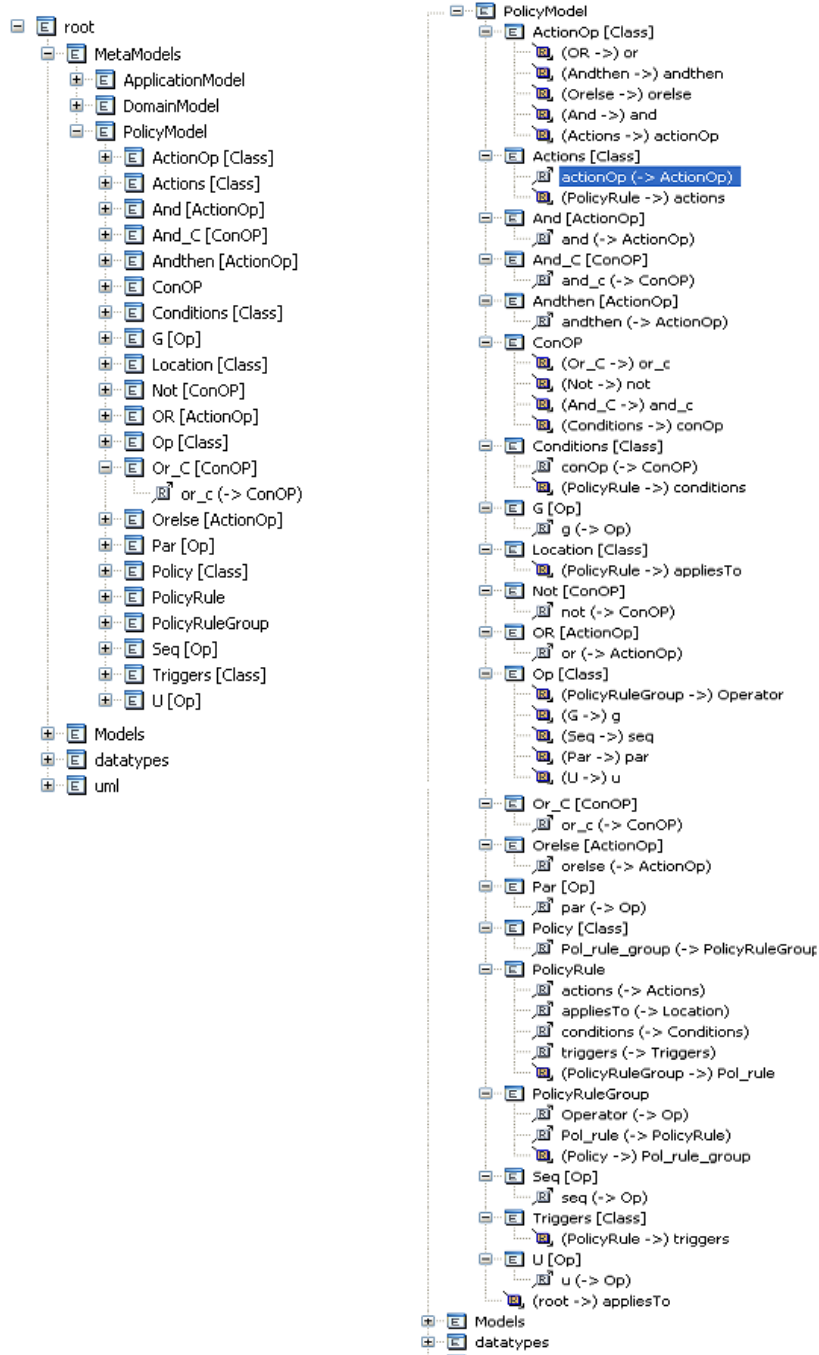 root
MetaModels
ApplicationModel
DomainModel
PolicyModel
ActionOp [Class]
Actions [Class]
And [ActionOp]
And_C [ConOP]
Andthen [ActionOp]
ConOP
Conditions [Class]
G [Op]
Location [Class]
Not [ConOP]
OR [ActionOp]
Op [Class]
Or_C [ConOP]
or_c (-> ConOP)
Orelse [ActionOp]
Par [Op]
Policy [Class]
PolicyRule
PolicyRuleGroup
Seq [Op]
Triggers [Class]
U [Op]
Models
datatypes
uml
PolicyModel
ActionOp [Class]
(OR ->) or
(Andthen ->) andthen
(Orelse ->) orelse
(And ->) and
(Actions ->) actionOp
Actions [Class]
actionOp (-> ActionOp)
(PolicyRule ->) actions
And [ActionOp]
and (-> ActionOp)
And_C [ConOP]
and_c (-> ConOP)
Andthen [ActionOp]
andthen (-> ActionOp)
ConOP
(Or_C ->) or_c
(Not ->) not
(And_C ->) and_c
(Conditions ->) conOp
Conditions [Class]
conOp (-> ConOP)
(PolicyRule ->) conditions
G [Op]
g (-> Op)
Location [Class]
(PolicyRule ->) appliesTo
Not [ConOP]
not (-> ConOP)
OR [ActionOp]
or (-> ActionOp)
Op [Class]
(PolicyRuleGroup ->) Operator
(G ->) g
(Seq ->) seq
(Par ->) par
(U ->) u
Or_C [ConOP]
or_c (-> ConOP)
Orelse [ActionOp]
orelse (-> ActionOp)
Par [Op]
par (-> Op)
Policy [Class]
Pol_rule_group (-> PolicyRuleGroup
PolicyRule
actions (-> Actions)
appliesTo (-> Location)
conditions (-> Conditions)
triggers (-> Triggers)
(PolicyRuleGroup ->) Pol_rule
PolicyRuleGroup
Operator (-> Op)
Pol_rule (-> PolicyRule)
(Policy ->) Pol_rule_group
Seq [Op]
seq (-> Op)
Triggers [Class]
(PolicyRule ->) triggers
U [Op]
u (-> Op)
(root ->) appliesTo
Models
datatypes